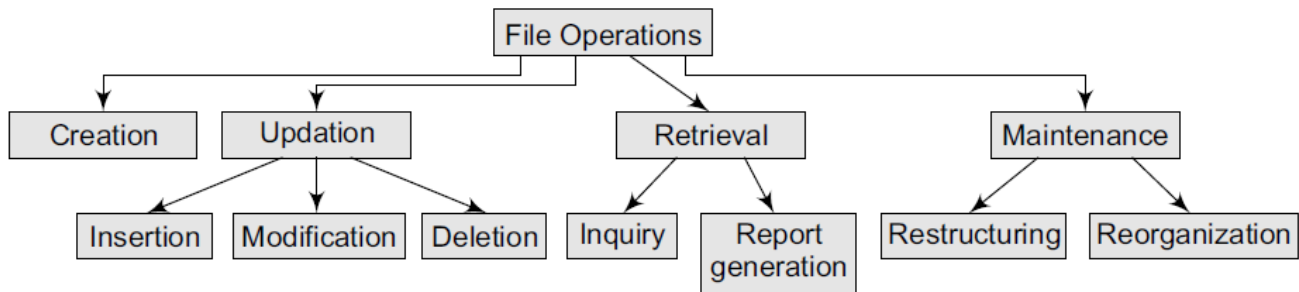 File Operations
Creation
Updation
Retrieval
Maintenance
Insertion
Modification
Deletion
Inquiry
Report
generation
Restructuring
Reorganization